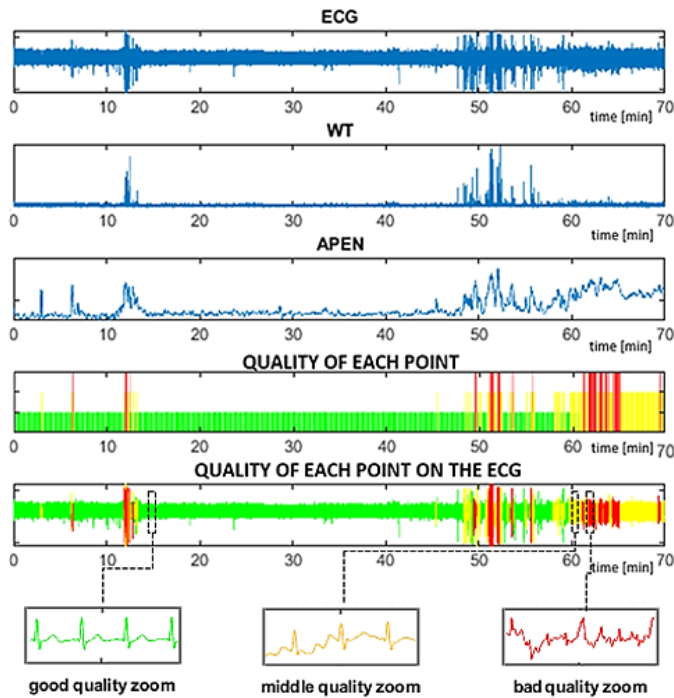 ECG
0 10 20 30 40 50 60 70
time [min]
WT
0 10 20 30 40 50 60 70
time [min]
APEN
0 10 20 30 40 50 60 70
time [min]
QUALITY OF EACH POINT
0 10 20 30 40 50 60 70
time [min]
QUALITY OF EACH POINT ON THE ECG
0 10 20 30 40 50 60 70
time [min]
good quality zoom middle quality zoom bad quality zoom